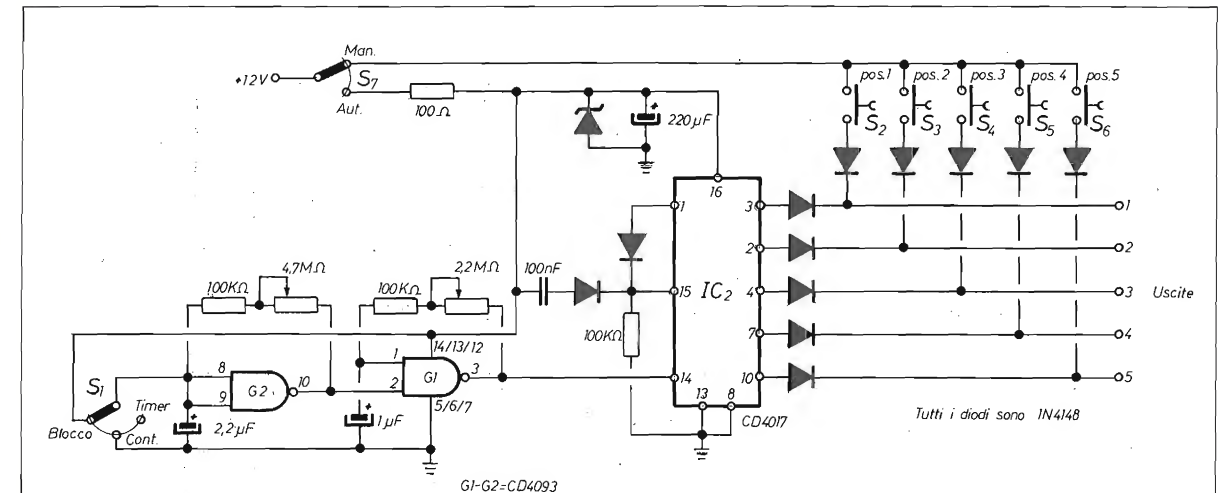 Man.
+12V
S7
Aut.
100Ω
220µF
pos.1
pos.2
pos.3
pos.4
pos.5
S2
S3
S4
S5
S6
16
1
3
1
2
2
15
IC2
4
3
Uscite
7
4
14
10
5
13
8
CD4017
100nF
100KΩ
4,7MΩ
100KΩ
2,2MΩ
100KΩ
14/13/12
1
G1
3
2
5/6/7
8
G2
10
9
S1
Timer
Blocco
Cont.
2,2µF
1µF
Tutti i diodi sono 1N4148
G1-G2=CD4093